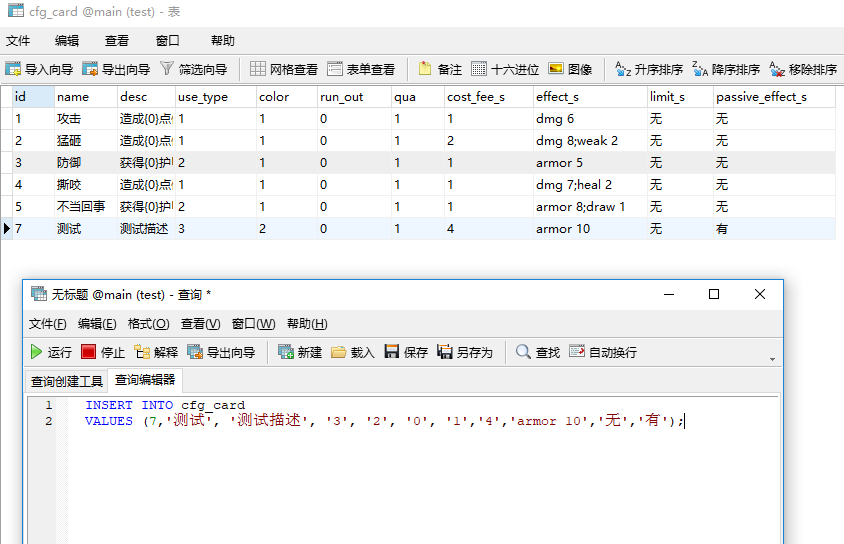 cfg_card @main (test) - 表
文件 编辑 查看 窗口 帮助
导入向导 导出向导 筛选向导 网格查看 表单查看 备注 十六进位 图像 升序排序 降序排序 移除排序
id name desc use_type color run_out qua cost_fee_s effect_s limit_s passive_effect_s
1 攻击 造成{0}点 1 1 0 1 1 dmg 6 无 无
2 猛砸 造成{0}点 1 1 0 1 2 dmg 8;weak 2 无 无
3 防御 获得{0}护 2 1 0 1 1 armor 5 无 无
4 撕咬 造成{0}点 1 1 0 1 1 dmg 7;heal 2 无 无
5 不当回事 获得{0}护 2 1 0 1 1 armor 8;draw 1 无 无
7 测试 测试描述 3 2 0 1 4 armor 10 无 有
无标题 @main (test) - 查询 *
文件(F) 编辑(E) 格式(O) 查看(V) 窗口(W) 帮助(H)
运行 停止 解释 导出向导 新建 载入 保存 另存为 查找 自动换行
查询创建工具 查询编辑器
1 INSERT INTO cfg_card
2 VALUES (7,'测试', '测试描述', '3', '2', '0', '1','4','armor 10','无','有');